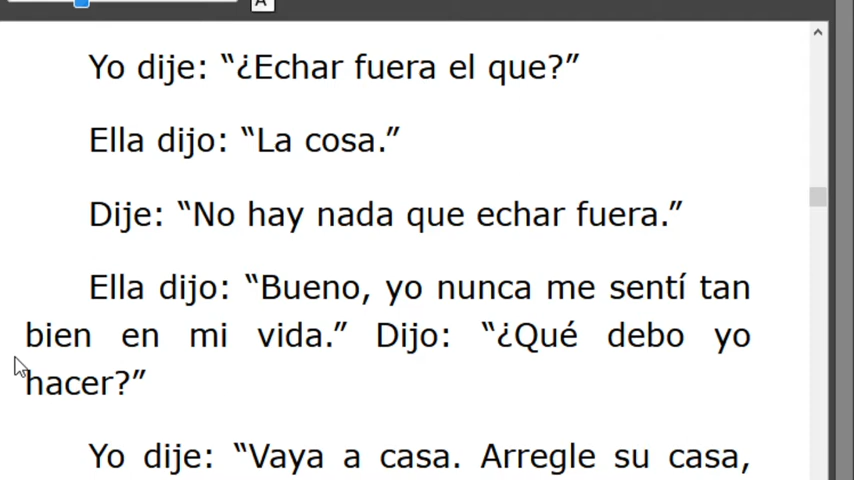 A
Yo dije: “¿Echar fuera el que?”
Ella dijo: “La cosa.”
Dije: “No hay nada que echar fuera.”
Ella dijo: “Bueno, yo nunca me sentí tan
bien en mi vida.” Dijo: “¿Qué debo yo
hacer?”
Yo dije: “Vaya a casa. Arregle su casa,